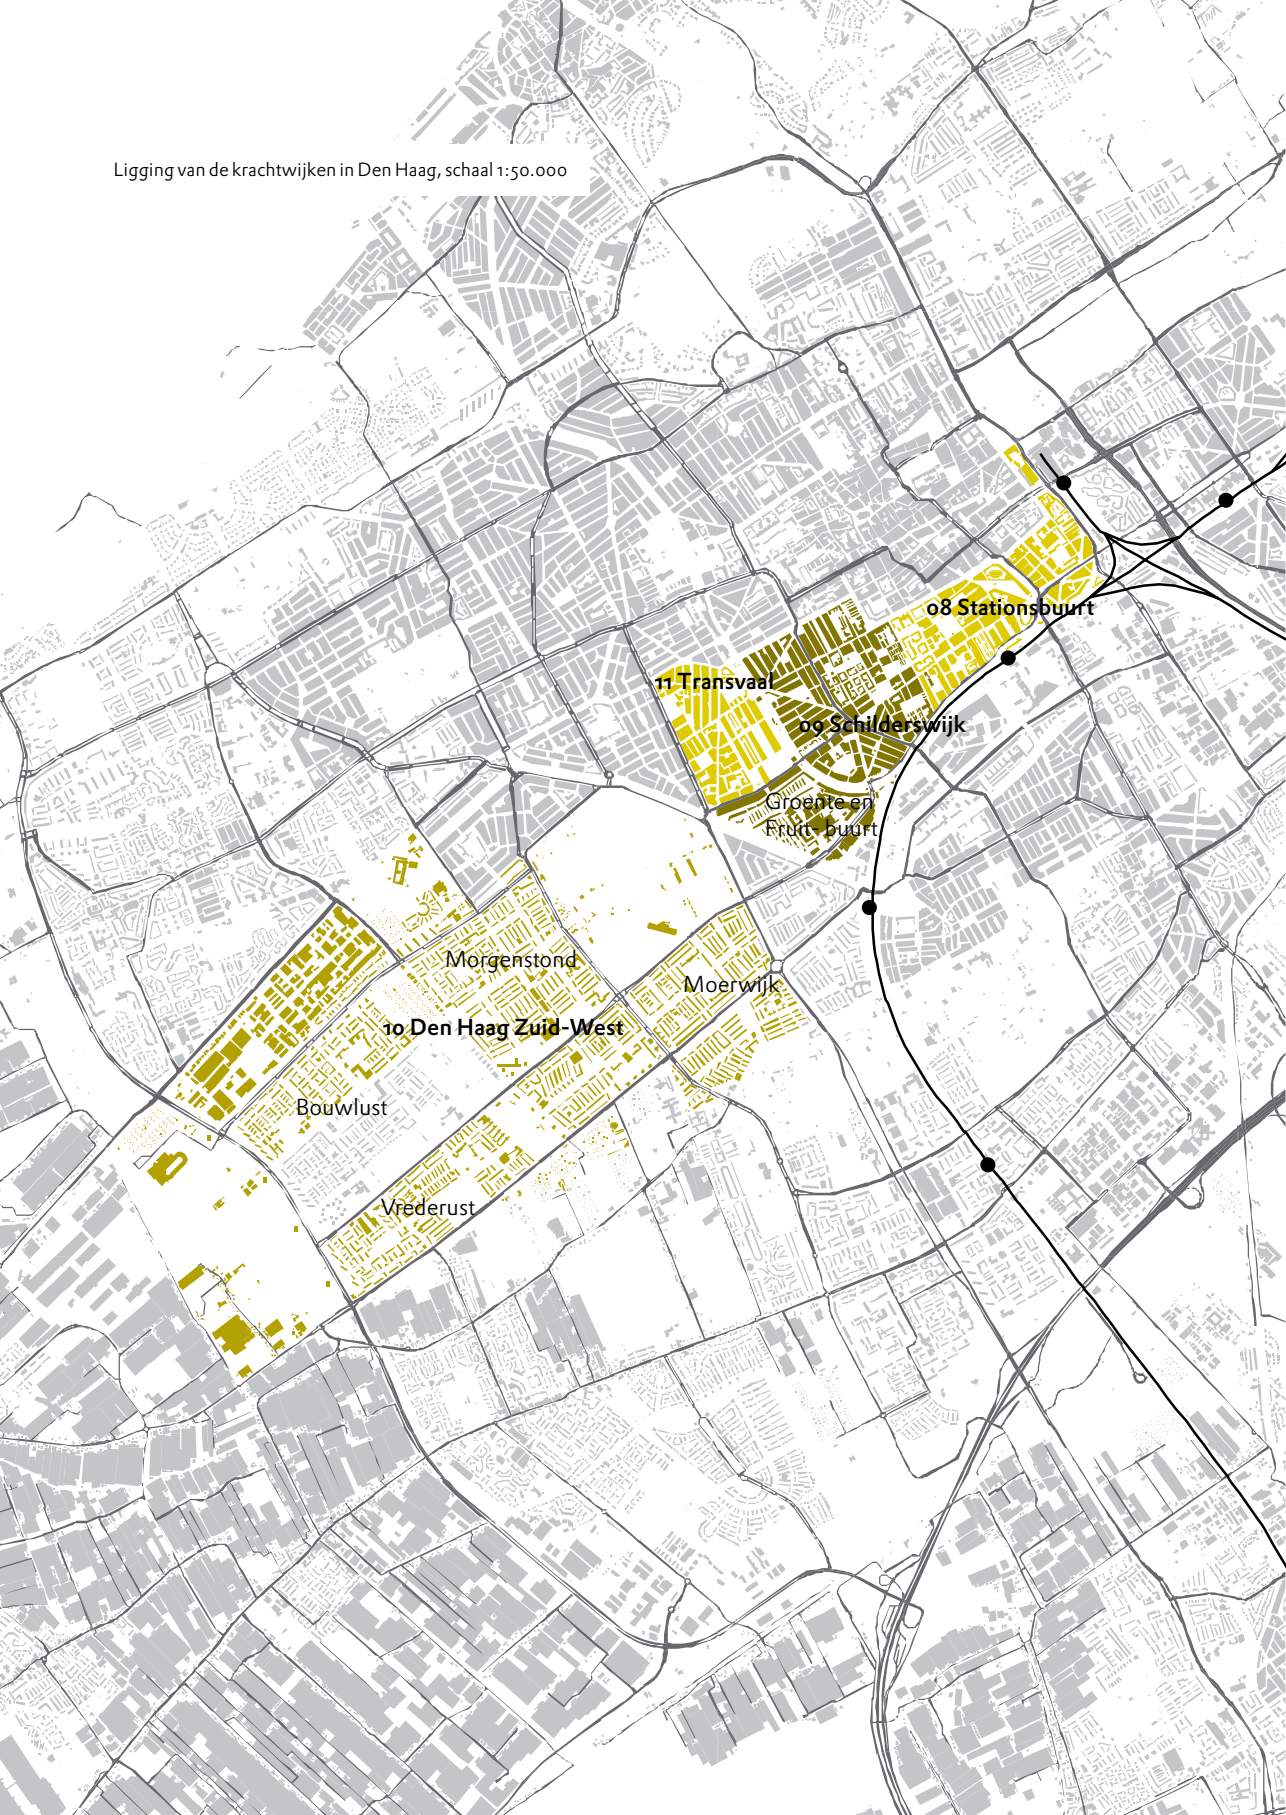 Ligging van de krachtwijken in Den Haag, schaal 1:50.000
08 Stationsbuurt
11 Transvaal
09 Schilderswijk
Groente en
Fruit- buurt
Morgenstond
Moerwijk
10 Den Haag Zuid-West
Bouwlust
Vrederust